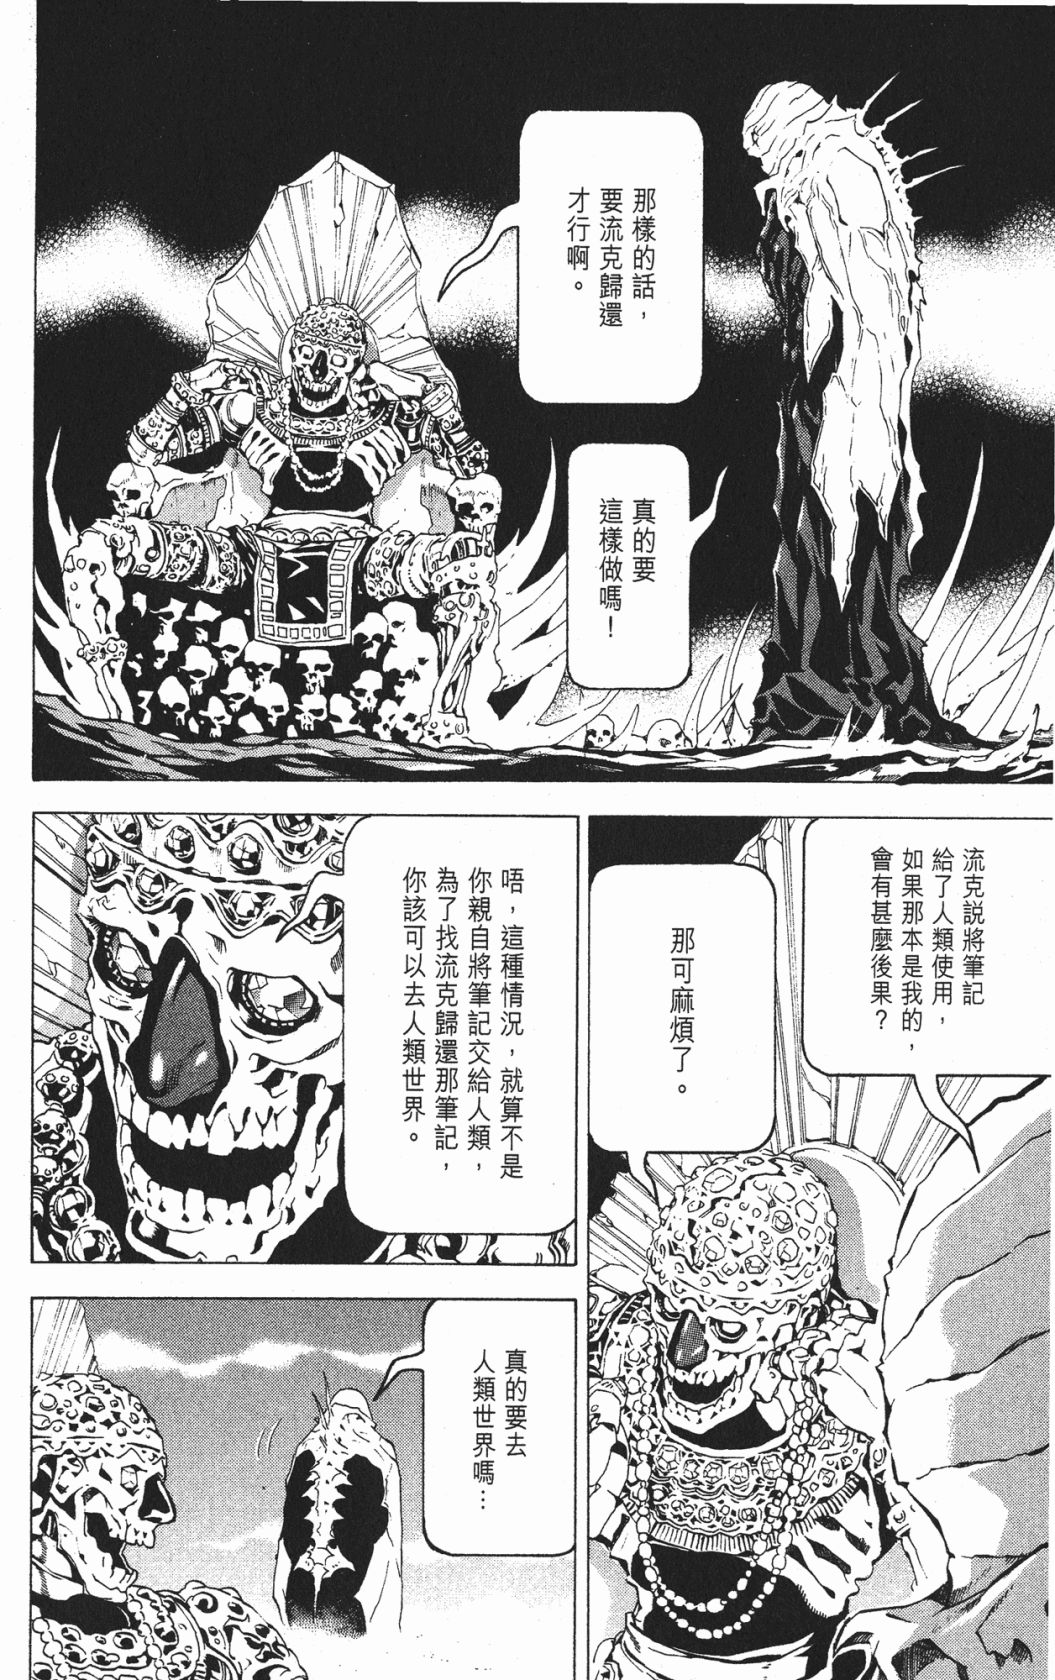 那樣的話，
要流克歸還
才行啊。
真的要
這樣做嗎！
流克說將筆記
給了人類使用，
如果那本是我的，
會有甚麼後果？
那可麻煩了。
唔，這種情況，就算不是
你親自將筆記交給人類，
為了找流克歸還那筆記，
你該可以去人類世界。
真的要去
人類世界嗎…